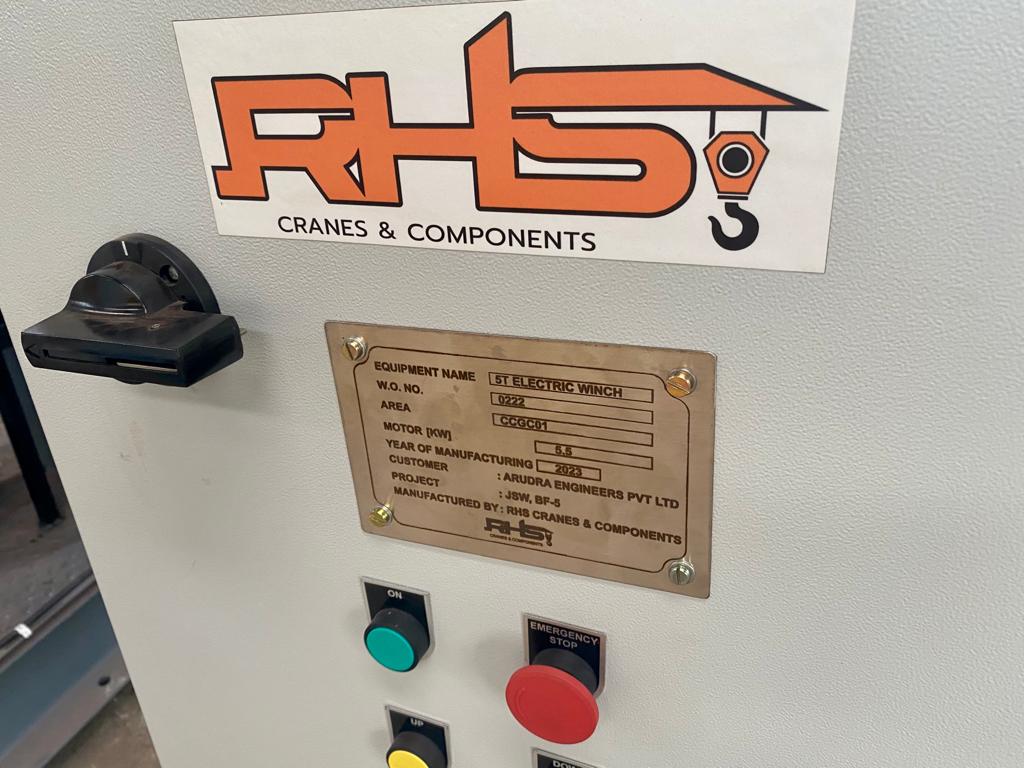 RHS
CRANES & COMPONENTS
EQUIPMENT NAME 5T ELECTRIC WINCH
W.O. NO. 0222
AREA CCGC01
MOTOR [KW] 5.5
YEAR OF MANUFACTURING 2023
CUSTOMER : ARUDRA ENGINEERS PVT LTD
PROJECT : JSW, BF-5
MANUFACTURED BY : RHS CRANES & COMPONENTS
RHS
CRANES & COMPONENTS
ON
EMERGENCY
STOP
UP